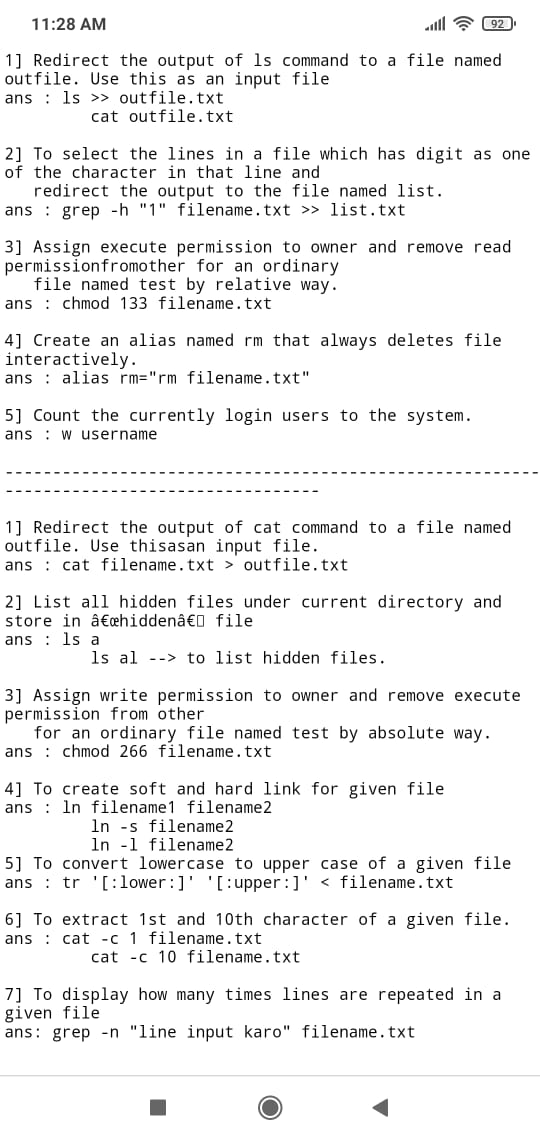 11:28 AM
92
1] Redirect the output of ls command to a file named
outfile. Use this as an input file
ans : ls >> outfile.txt
cat outfile.txt
2] To select the lines in a file which has digit as one
of the character in that line and
redirect the output to the file named list.
ans : grep -h "1" filename.txt >> list.txt
3] Assign execute permission to owner and remove read
permissionfromother for an ordinary
file named test by relative way.
ans : chmod 133 filename.txt
4] Create an alias named rm that always deletes file
interactively.
ans : alias rm="rm filename.txt"
5] Count the currently login users to the system.
ans : w username
--------------------------------------------------------
---------------------------------
1] Redirect the output of cat command to a file named
outfile. Use thisasan input file.
ans : cat filename.txt > outfile.txt
2] List all hidden files under current directory and
store in â€œhiddenâ€ file
ans : ls a
ls al --> to list hidden files.
3] Assign write permission to owner and remove execute
permission from other
for an ordinary file named test by absolute way.
ans : chmod 266 filename.txt
4] To create soft and hard link for given file
ans : ln filename1 filename2
ln -s filename2
ln -l filename2
5] To convert lowercase to upper case of a given file
ans : tr '[:lower:]' '[:upper:]' < filename.txt
6] To extract 1st and 10th character of a given file.
ans : cat -c 1 filename.txt
cat -c 10 filename.txt
7] To display how many times lines are repeated in a
given file
ans: grep -n "line input karo" filename.txt